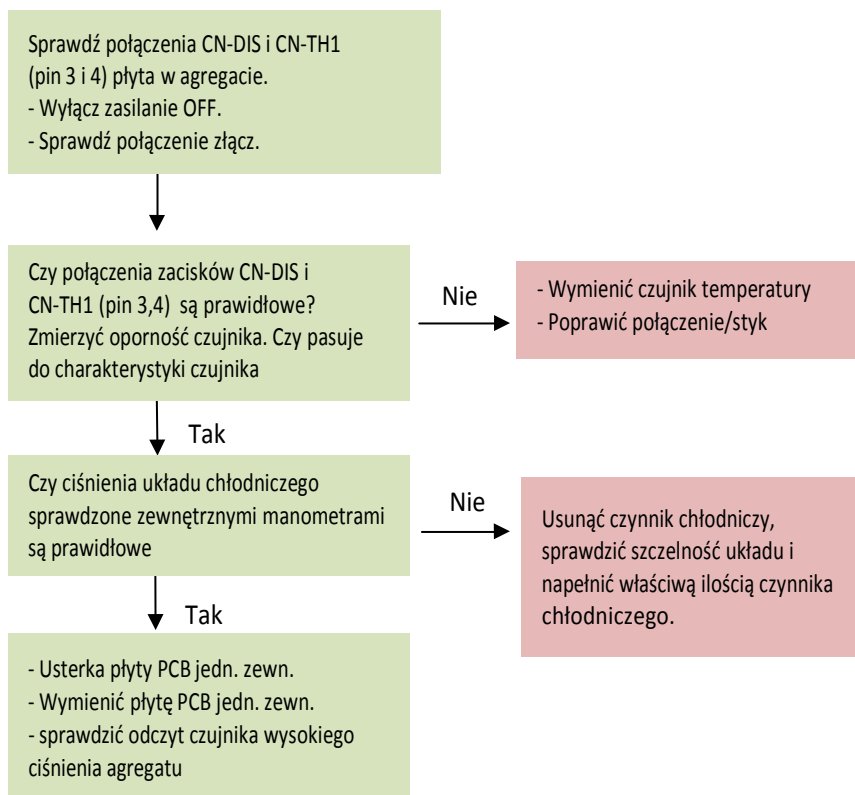 Sprawdź połączenia CN-DIS i CN-TH1
(pin 3 i 4) płyta w agregacie.
- Wyłącz zasilanie OFF.
- Sprawdź połączenie złącz.
Czy połączenia zacisków CN-DIS i
CN-TH1 (pin 3,4) są prawidłowe?
Zmierzyć oporność czujnika. Czy pasuje
do charakterystyki czujnika
Nie
- Wymienić czujnik temperatury
- Poprawić połączenie/styk
Tak
Czy ciśnienia układu chłodniczego
sprawdzone zewnętrznymi manometrami
są prawidłowe
Nie
Usunąć czynnik chłodniczy,
sprawdzić szczelność układu i
napełnić właściwą ilością czynnika
chłodniczego.
Tak
- Usterka płyty PCB jedn. zewn.
- Wymienić płytę PCB jedn. zewn.
- sprawdzić odczyt czujnika wysokiego
ciśnienia agregatu